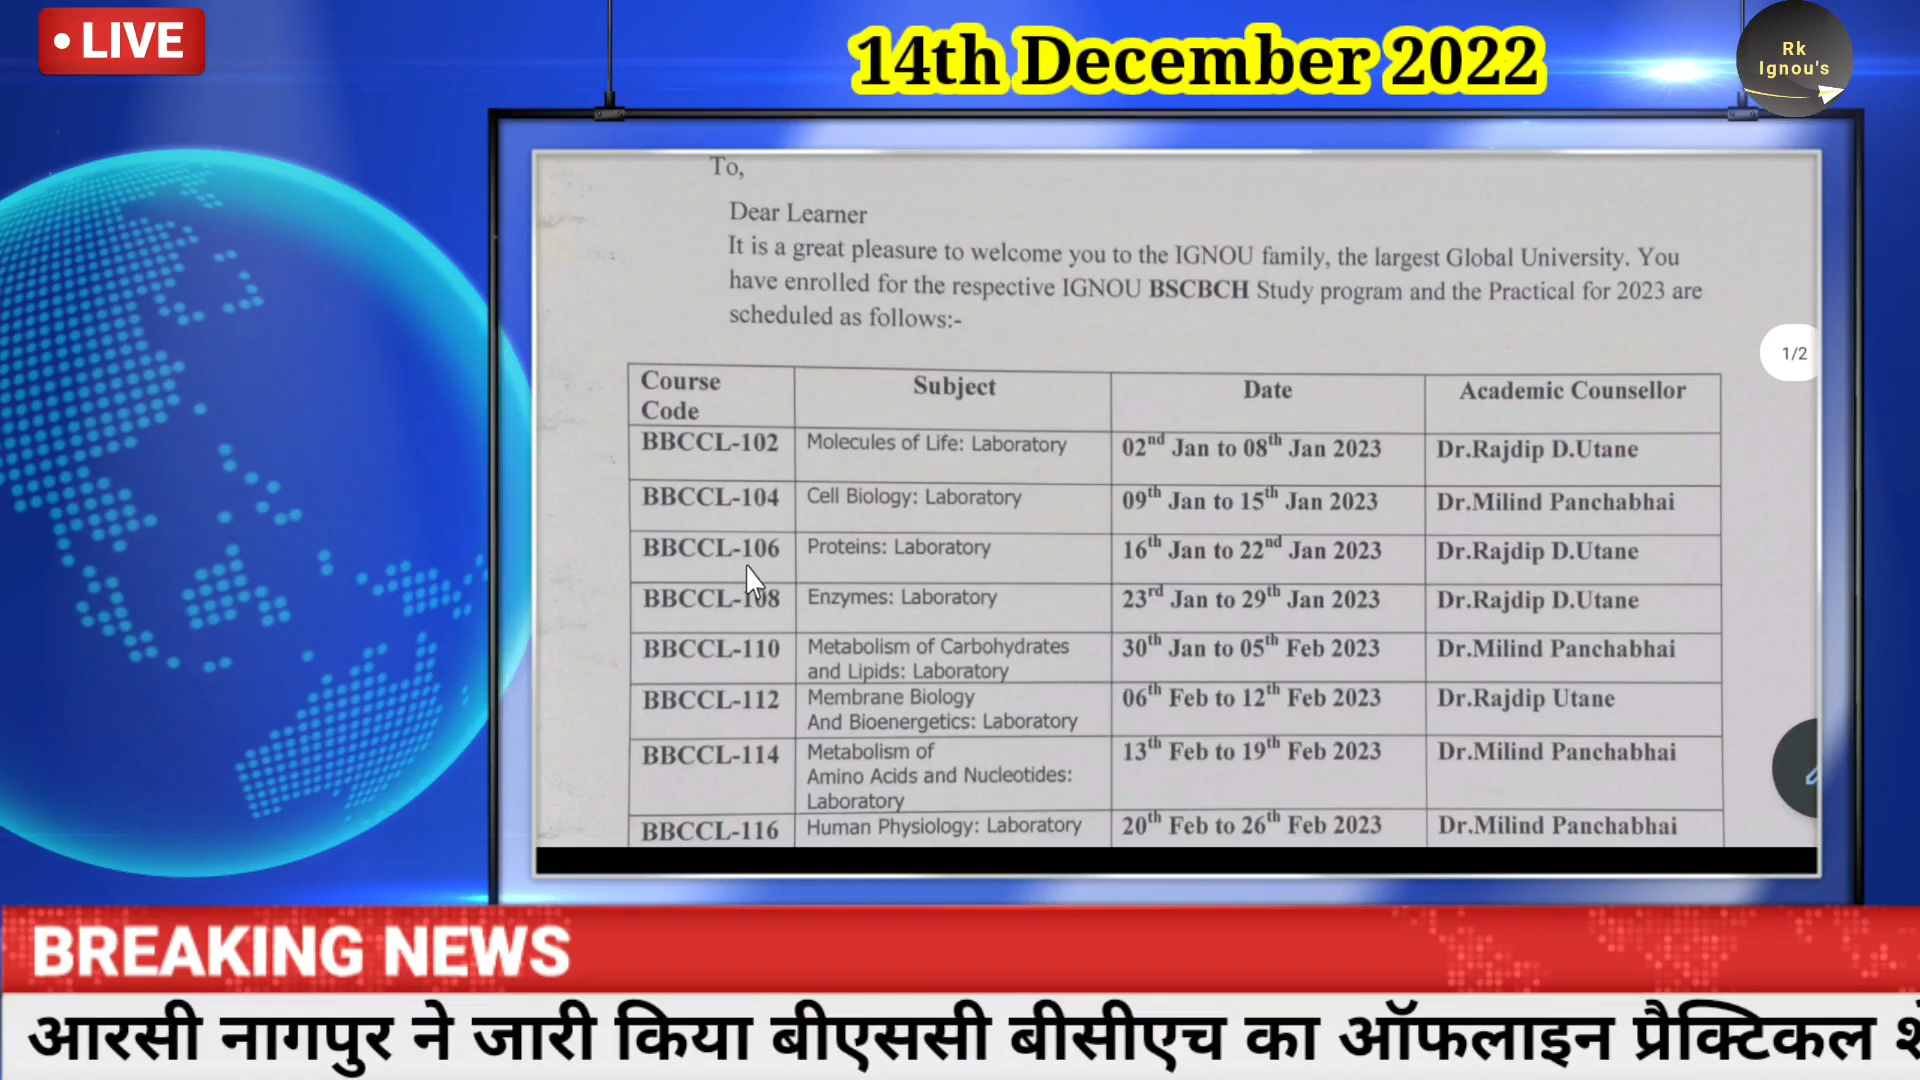 • LIVE
14th December 2022
Rk
Ignou's
To,
Dear Learner
It is a great pleasure to welcome you to the IGNOU family, the largest Global University. You
have enrolled for the respective IGNOU BSCBCH Study program and the Practical for 2023 are
scheduled as follows:-
1/2
Course Code Subject Date Academic Counsellor
BBCCL-102 Molecules of Life: Laboratory 02nd Jan to 08th Jan 2023 Dr.Rajdip D.Utane
BBCCL-104 Cell Biology: Laboratory 09th Jan to 15th Jan 2023 Dr.Milind Panchabhai
BBCCL-106 Proteins: Laboratory 16th Jan to 22nd Jan 2023 Dr.Rajdip D.Utane
BBCCL-108 Enzymes: Laboratory 23rd Jan to 29th Jan 2023 Dr.Rajdip D.Utane
BBCCL-110 Metabolism of Carbohydrates
and Lipids: Laboratory 30th Jan to 05th Feb 2023 Dr.Milind Panchabhai
BBCCL-112 Membrane Biology
And Bioenergetics: Laboratory 06th Feb to 12th Feb 2023 Dr.Rajdip Utane
BBCCL-114 Metabolism of
Amino Acids and Nucleotides:
Laboratory 13th Feb to 19th Feb 2023 Dr.Milind Panchabhai
BBCCL-116 Human Physiology: Laboratory 20th Feb to 26th Feb 2023 Dr.Milind Panchabhai
BREAKING NEWS
आरसी नागपुर ने जारी किया बीएससी बीसीएच का ऑफलाइन प्रैक्टिकल